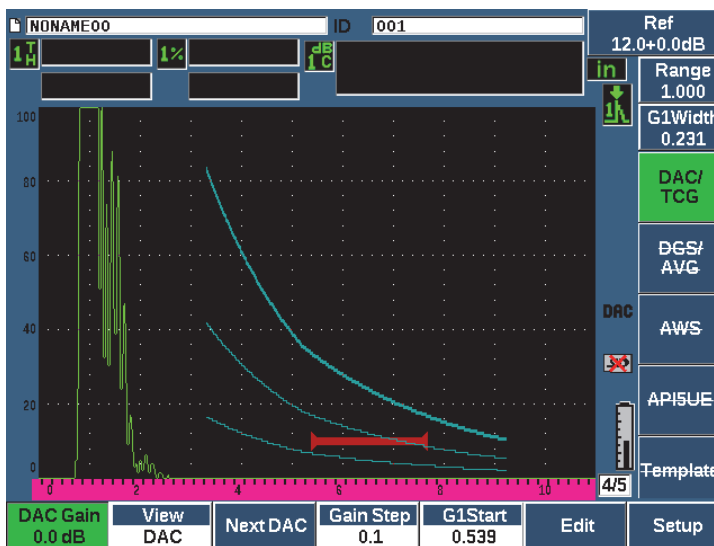 NONAME00 ID 001
Ref
12.0+0.0dB
1 T H
1%
1 dB C
in
Range
1.000
G1Width
0.231
DAC/
TCG
DGS/
AVG
DAC
AWS
API5UE
Template
100
80
60
40
20
0
0 2 4 6 8 10
4/5
DAC Gain
0.0 dB
View
DAC
Next DAC
Gain Step
0.1
G1Start
0.539
Edit
Setup